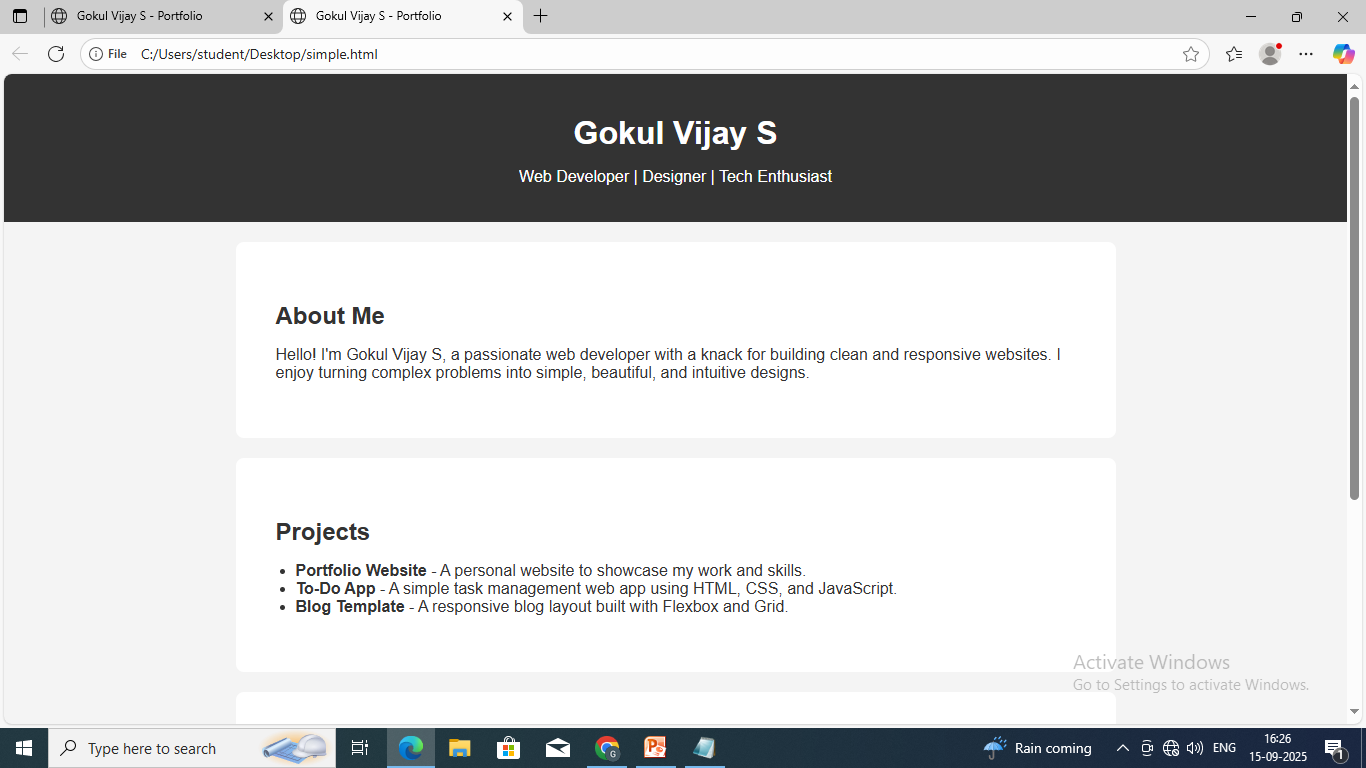 Gokul Vijay S - Portfolio
Gokul Vijay S - Portfolio
File C:/Users/student/Desktop/simple.html
Gokul Vijay S
Web Developer | Designer | Tech Enthusiast
About Me
Hello! I'm Gokul Vijay S, a passionate web developer with a knack for building clean and responsive websites. I
enjoy turning complex problems into simple, beautiful, and intuitive designs.
Projects
• Portfolio Website - A personal website to showcase my work and skills.
• To-Do App - A simple task management web app using HTML, CSS, and JavaScript.
• Blog Template - A responsive blog layout built with Flexbox and Grid.
Activate Windows
Go to Settings to activate Windows.
Type here to search
G
P
Rain coming
ENG
16:26
15-09-2025
1